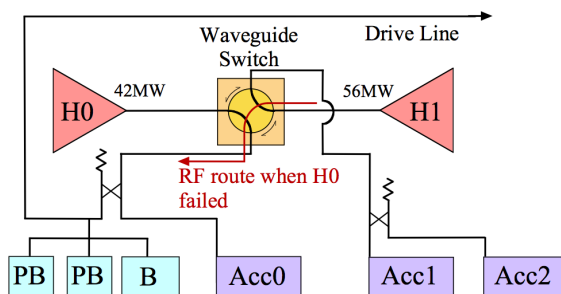 Drive Line
Waveguide
Switch
42MW
56MW
H0
H1
RF route when H0
failed
PB
PB
B
Acc0
Acc1
Acc2